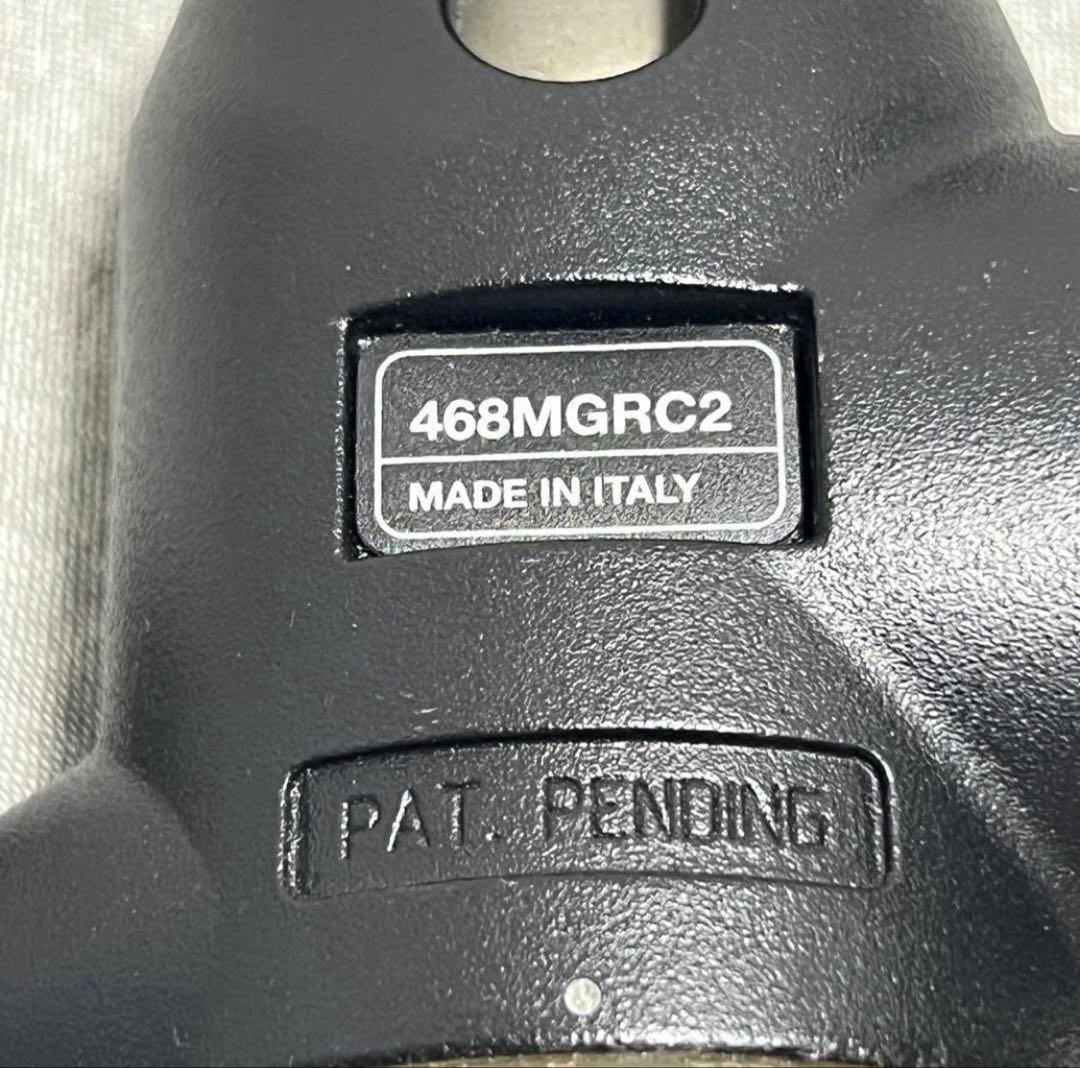 468MGRC2
MADE IN ITALY
PAT. PENDING